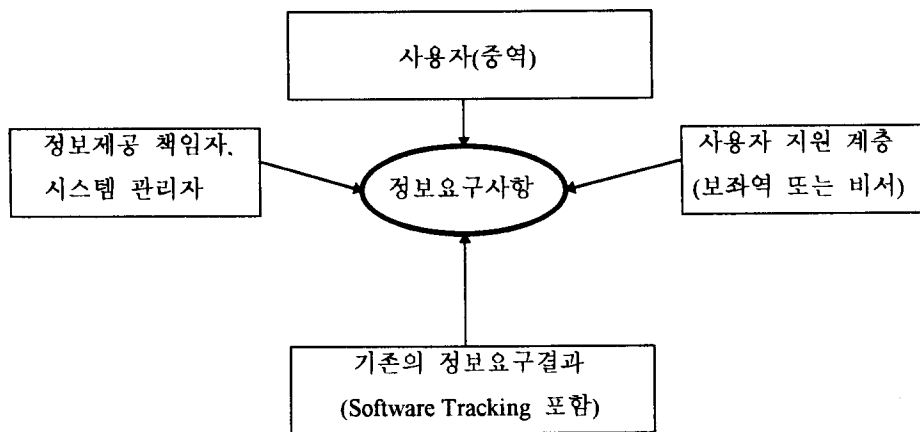 사용자(중역)
정보제공 책임자,
시스템 관리자
정보요구사항
사용자 지원 계층
(보좌역 또는 비서)
기존의 정보요구결과
(Software Tracking 포함)